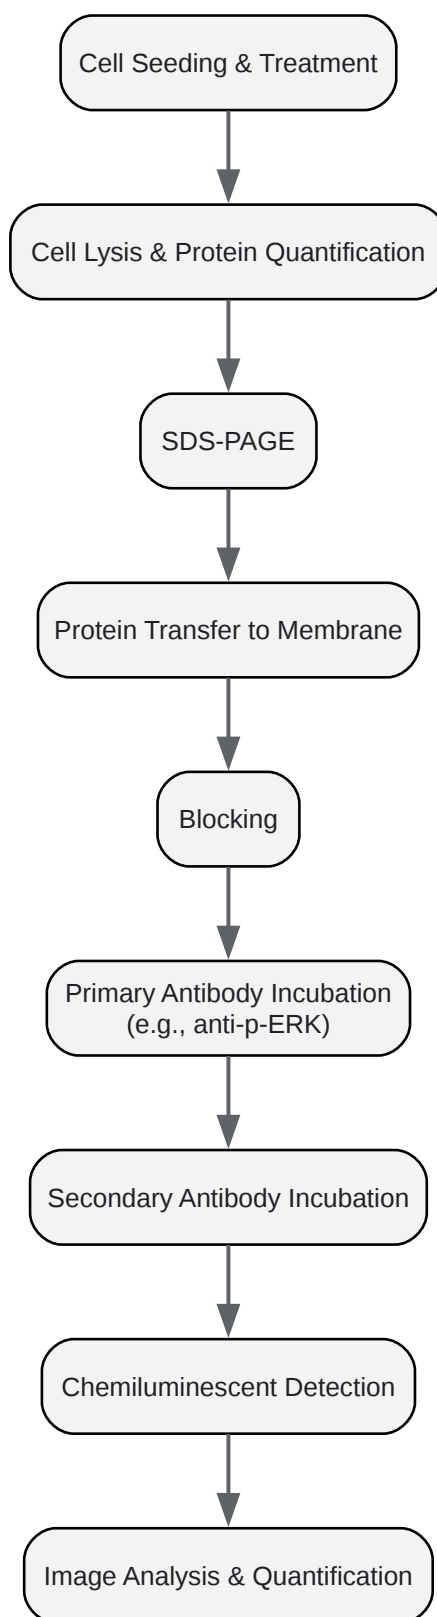 Cell Seeding & Treatment
Cell Lysis & Protein Quantification
SDS-PAGE
Protein Transfer to Membrane
Blocking
Primary Antibody Incubation
(e.g., anti-p-ERK)
Secondary Antibody Incubation
Chemiluminescent Detection
Image Analysis & Quantification